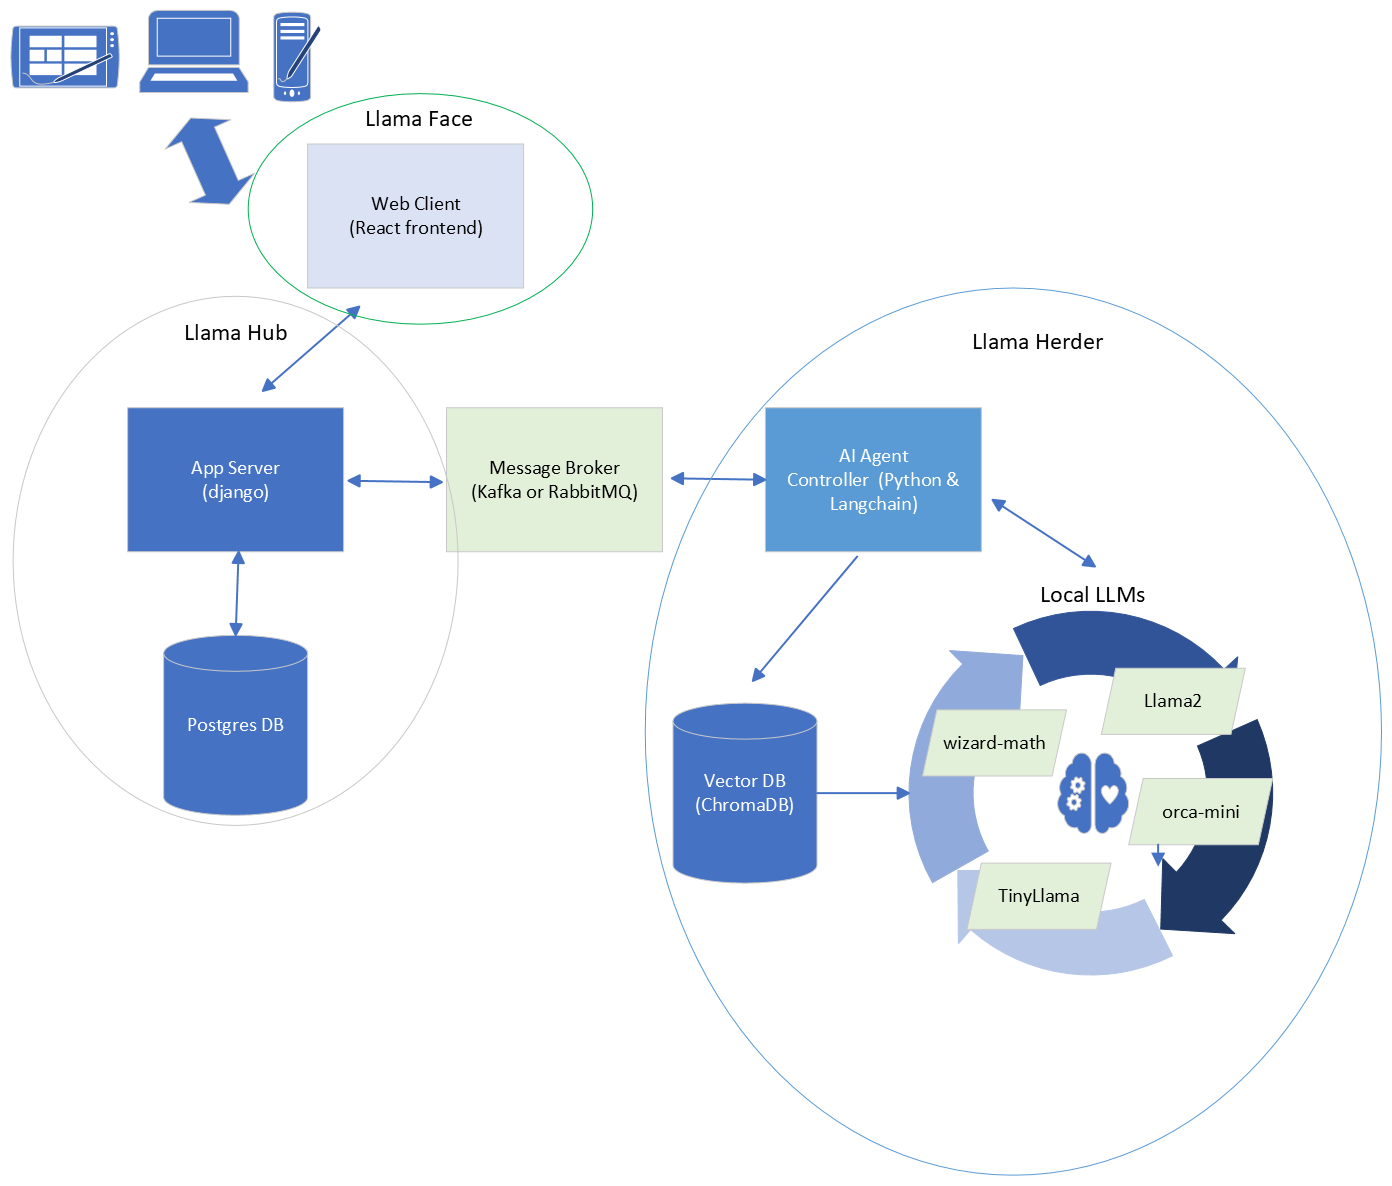 Llama Face
Web Client
(React frontend)
Llama Hub
Llama Herder
App Server
(django)
Message Broker
(Kafka or RabbitMQ)
AI Agent
Controller  (Python &
Langchain)
Local LLMs
Postgres DB
Vector DB
(ChromaDB)
Llama2
wizard-math
orca-mini
TinyLlama